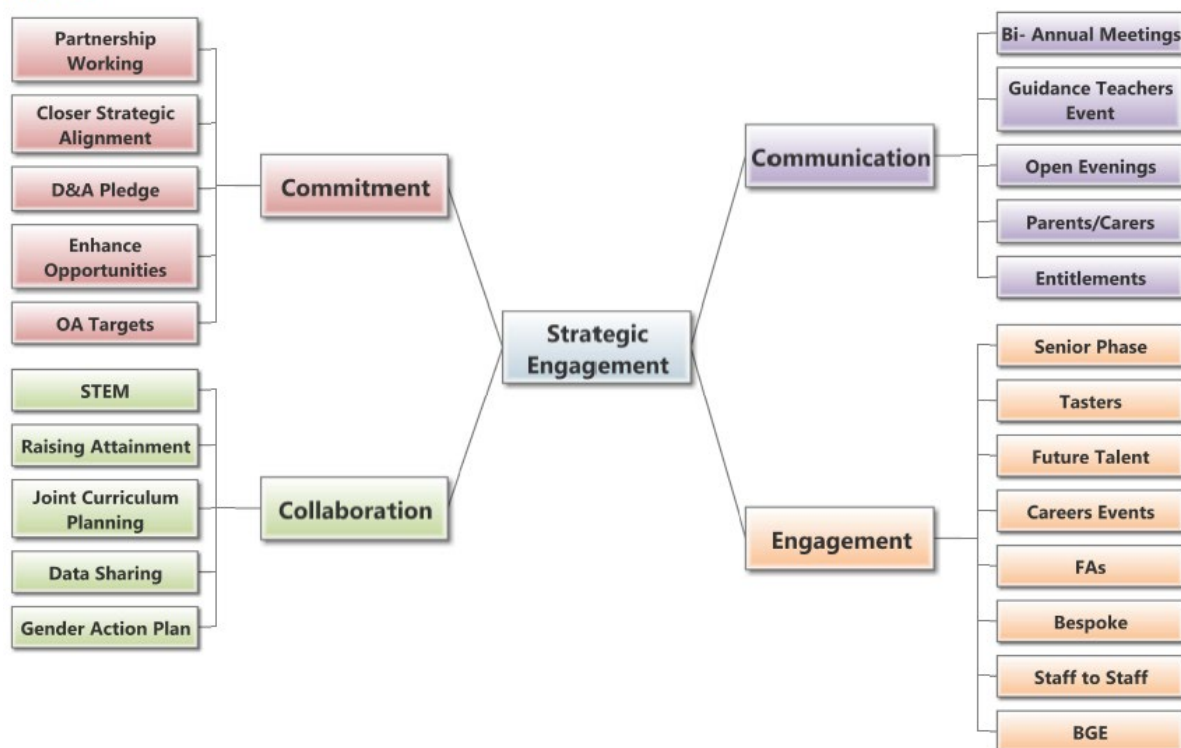 Partnership
Working
Closer Strategic
Alignment
D&A Pledge
Enhance
Opportunities
OA Targets
Commitment
STEM
Raising Attainment
Joint Curriculum
Planning
Data Sharing
Gender Action Plan
Collaboration
Strategic
Engagement
Communication
Bi- Annual Meetings
Guidance Teachers
Event
Open Evenings
Parents/Carers
Entitlements
Engagement
Senior Phase
Tasters
Future Talent
Careers Events
FAs
Bespoke
Staff to Staff
BGE